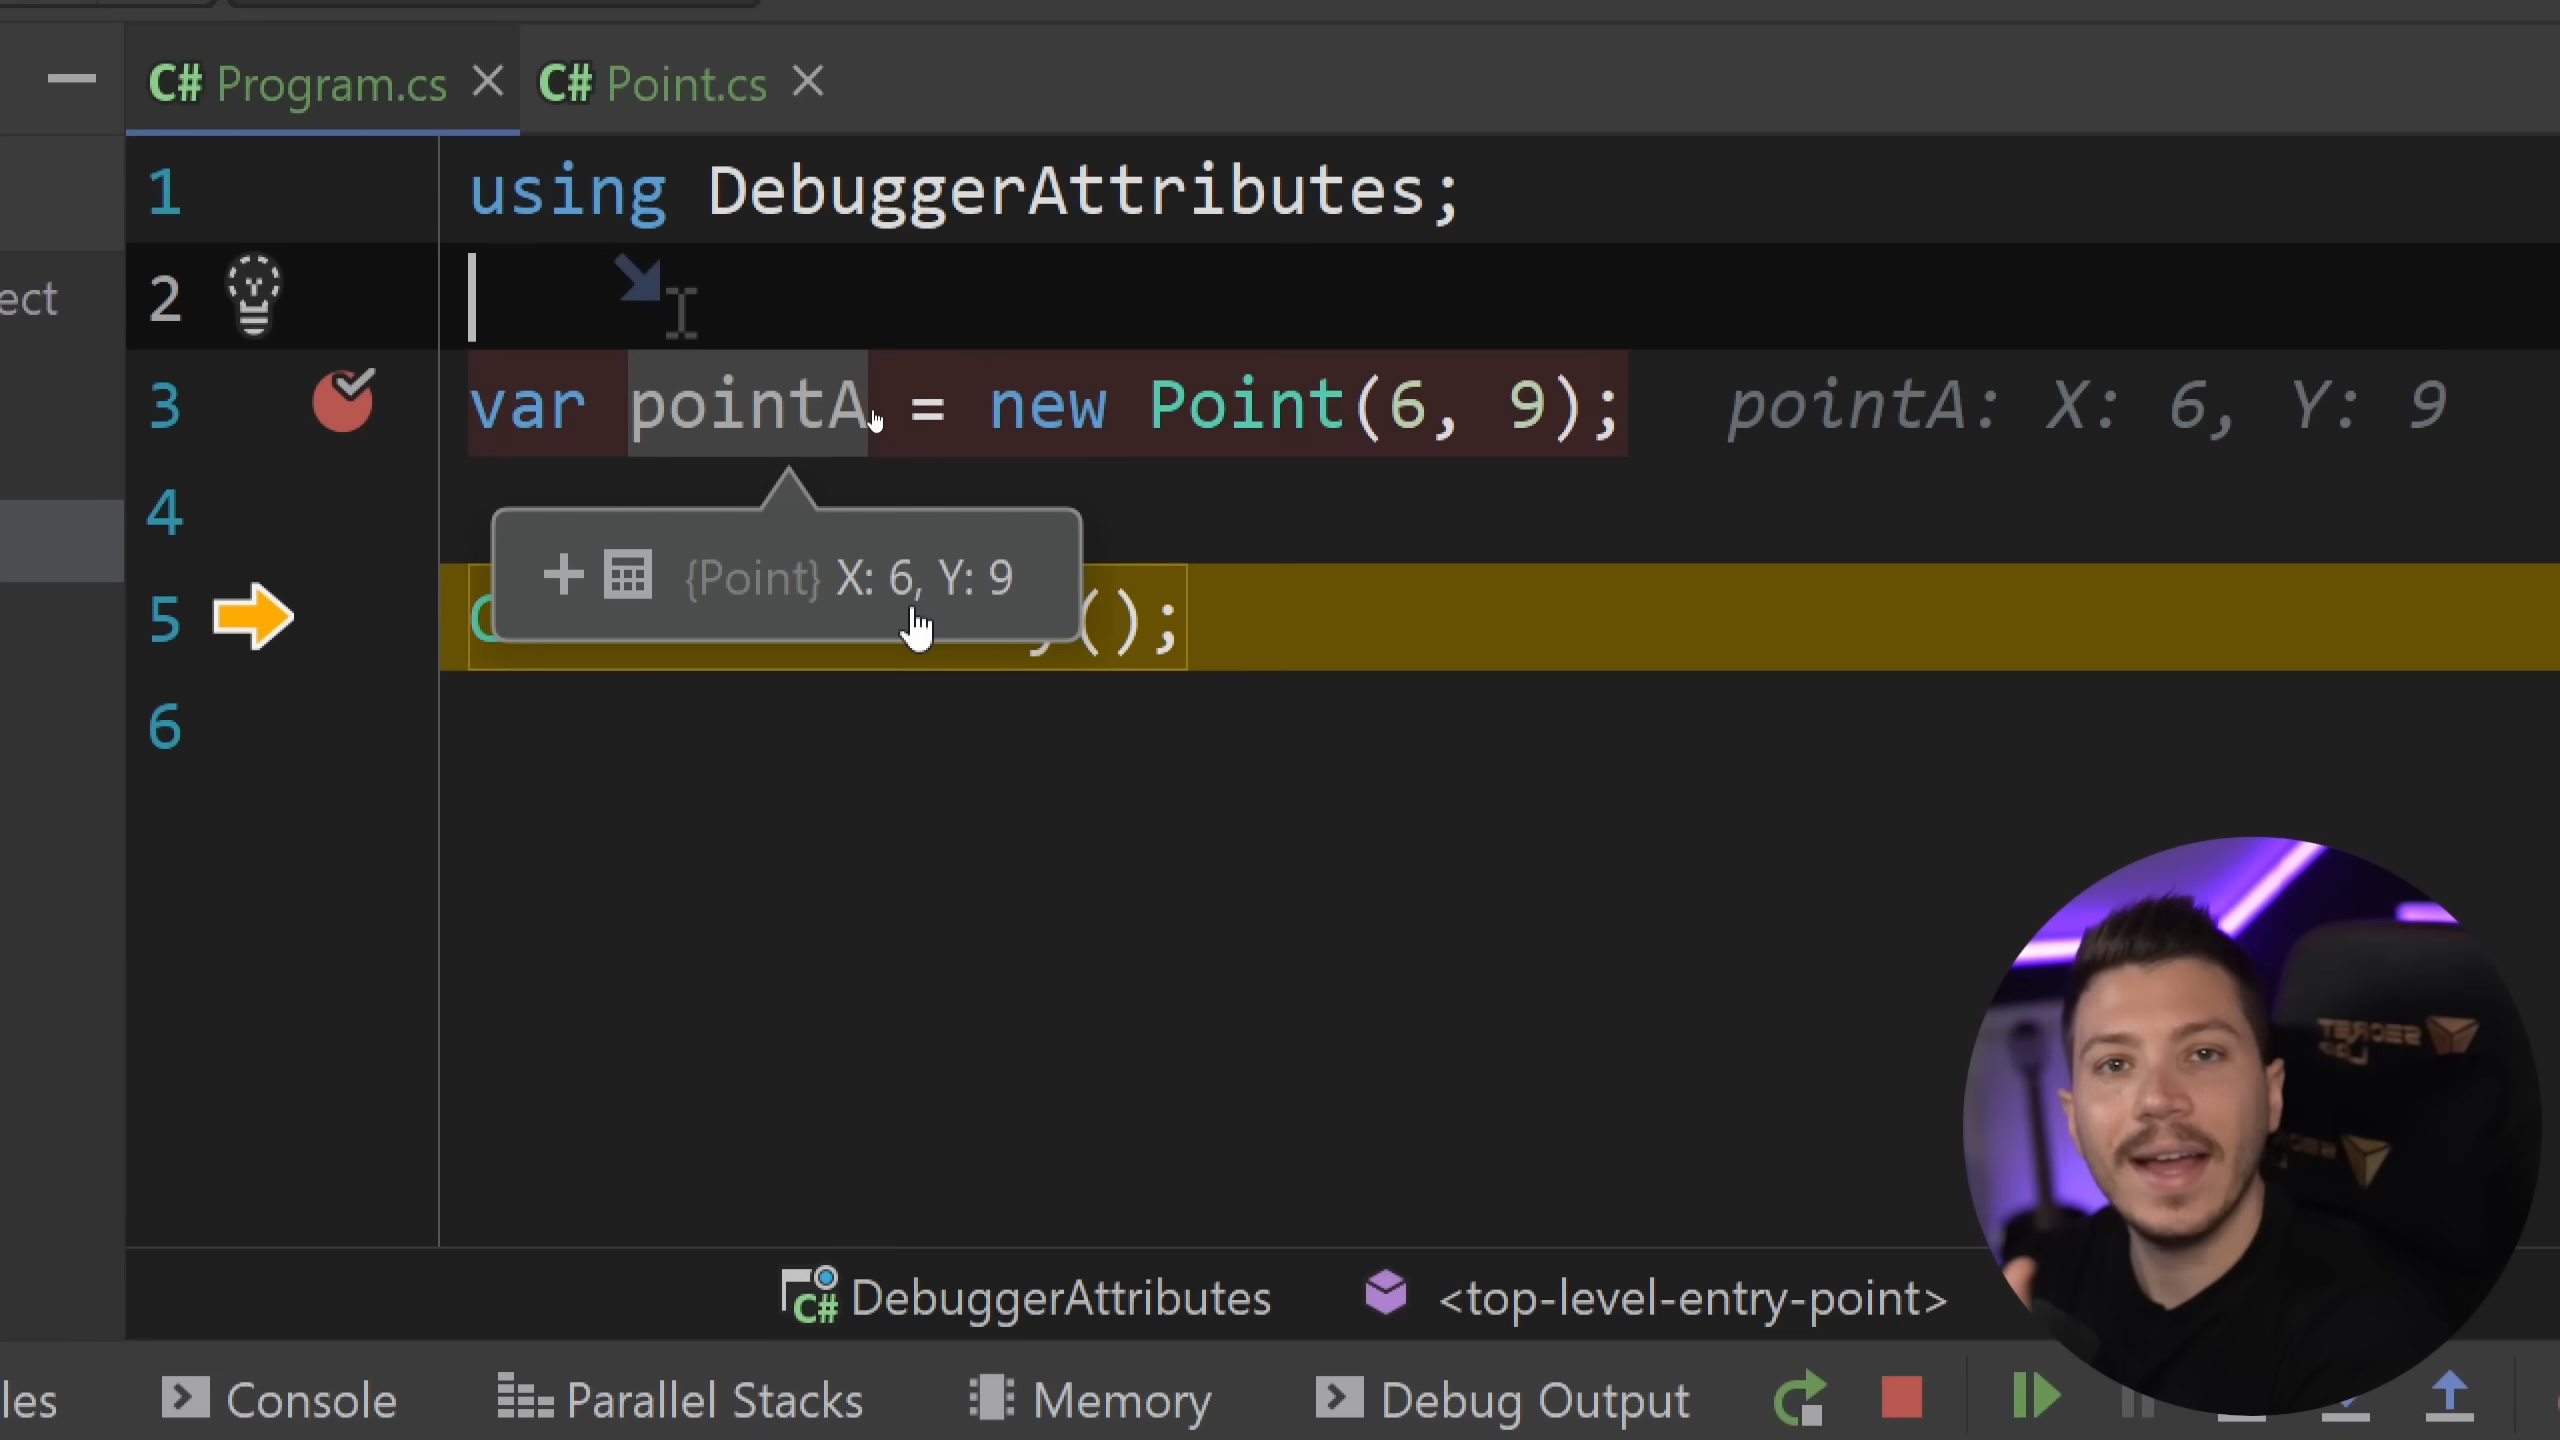 C# Program.cs
C# Point.cs
ect
1 using DebuggerAttributes;
2
3 var pointA = new Point(6, 9); pointA: X: 6, Y: 9
4
{Point} X: 6, Y: 9
5 ();
6
C# DebuggerAttributes
<top-level-entry-point>
les
Console
Parallel Stacks
Memory
Debug Output